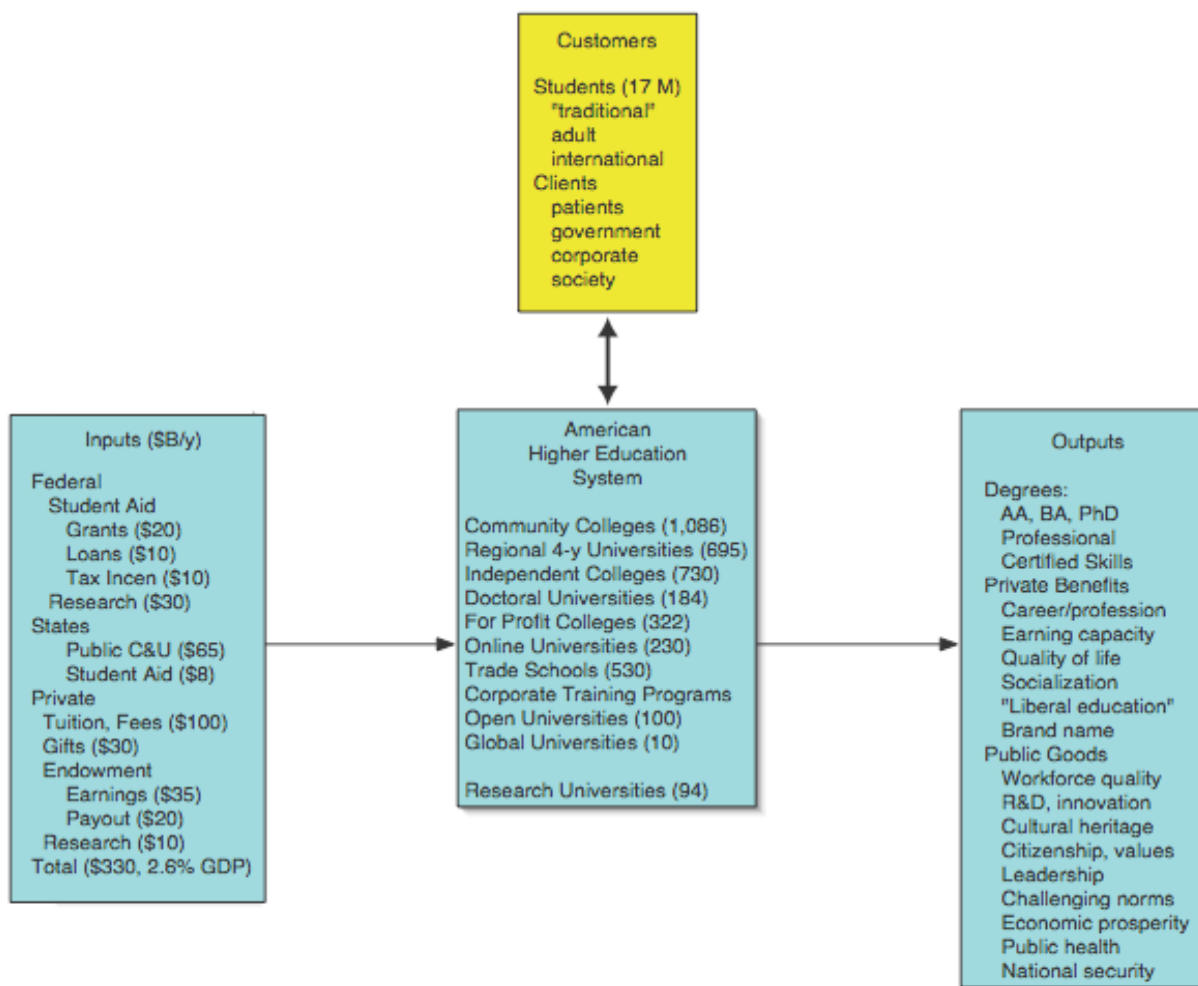 Customers
Students (17 M)
"traditional"
adult
international
Clients
patients
government
corporate
society
Inputs ($B/y)
Federal
Student Aid
Grants ($20)
Loans ($10)
Tax Incen ($10)
Research ($30)
States
Public C&U ($65)
Student Aid ($8)
Private
Tuition, Fees ($100)
Gifts ($30)
Endowment
Earnings ($35)
Payout ($20)
Research ($10)
Total ($330, 2.6% GDP)
American
Higher Education
System
Community Colleges (1,086)
Regional 4-y Universities (695)
Independent Colleges (730)
Doctoral Universities (184)
For Profit Colleges (322)
Online Universities (230)
Trade Schools (530)
Corporate Training Programs
Open Universities (100)
Global Universities (10)
Research Universities (94)
Outputs
Degrees:
AA, BA, PhD
Professional
Certified Skills
Private Benefits
Career/profession
Earning capacity
Quality of life
Socialization
"Liberal education"
Brand name
Public Goods
Workforce quality
R&D, innovation
Cultural heritage
Citizenship, values
Leadership
Challenging norms
Economic prosperity
Public health
National security